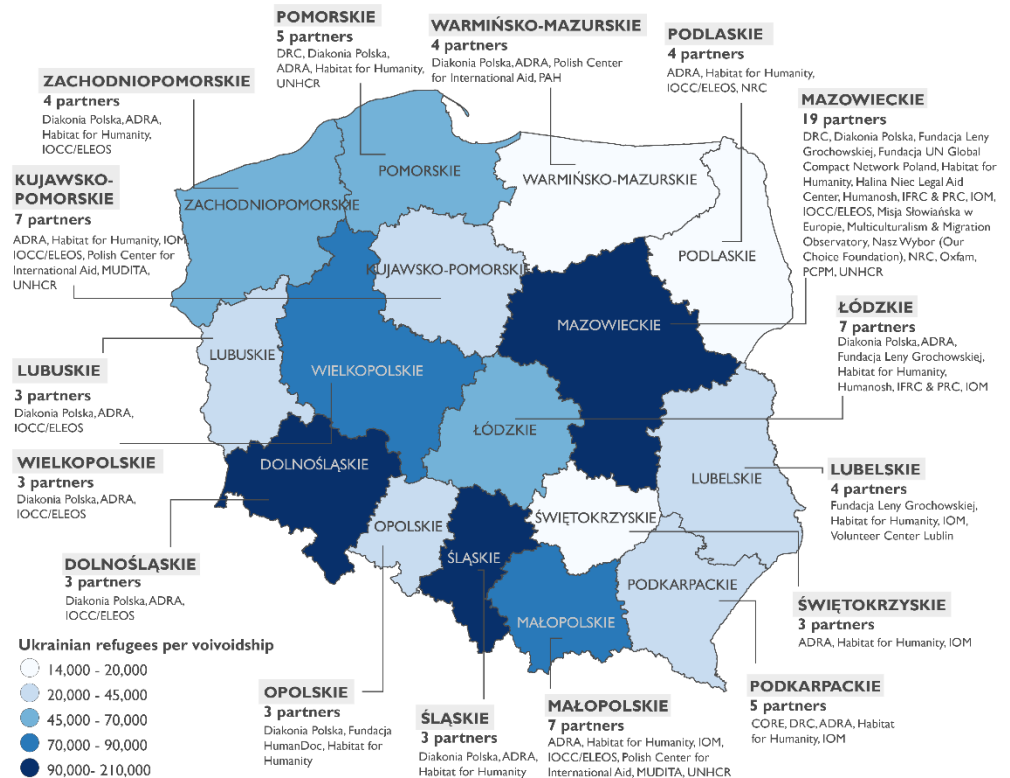 POMORSKIE
5 partners
DRC, Diakonia Polska,
ADRA, Habitat for Humanity,
UNHCR
WARMIŃSKO-MAZURSKIE
4 partners
Diakonia Polska, ADRA, Polish Center
for International Aid, PAH
PODLASKIE
4 partners
ADRA, Habitat for Humanity,
IOCC/ELEOS, NRC
ZACHODNIOPOMORSKIE
4 partners
Diakonia Polska, ADRA,
Habitat for Humanity,
IOCC/ELEOS
MAZOWIECKIE
19 partners
DRC, Diakonia Polska, Fundacja Leny
Grochowskiej, Fundacja UN Global
Compact Network Poland, Habitat for
Humanity, Halina Niec Legal Aid
Center, Humanosh, IFRC & PRC, IOM,
IOCC/ELEOS, Misja Słowiańska w
Europie, Multiculturalism & Migration
Observatory, Nasz Wybor (Our
Choice Foundation), NRC, Oxfam,
PCPM, UNHCR
KUJAWSKO-
POMORSKIE
7 partners
ADRA, Habitat for Humanity, IOM,
IOCC/ELEOS, Polish Center for
International Aid, MUDITA,
UNHCR
ŁÓDZKIE
7 partners
Diakonia Polska, ADRA,
Fundacja Leny Grochowskiej,
Habitat for Humanity,
Humanosh, IFRC & PRC, IOM
LUBUSKIE
3 partners
Diakonia Polska, ADRA,
IOCC/ELEOS
WIELKOPOLSKIE
3 partners
Diakonia Polska, ADRA,
IOCC/ELEOS
LUBELSKIE
4 partners
Fundacja Leny Grochowskiej,
Habitat for Humanity, IOM,
Volunteer Center Lublin
DOLNOŚLĄSKIE
3 partners
Diakonia Polska, ADRA,
IOCC/ELEOS
ŚWIĘTOKRZYSKIE
3 partners
ADRA, Habitat for Humanity, IOM
OPOLSKIE
3 partners
Diakonia Polska, Fundacja
HumanDoc, Habitat for
Humanity
ŚLĄSKIE
3 partners
Diakonia Polska, ADRA,
Habitat for Humanity
MAŁOPOLSKIE
7 partners
ADRA, Habitat for Humanity, IOM,
IOCC/ELEOS, Polish Center for
International Aid, MUDITA, UNHCR
PODKARPACKIE
5 partners
CORE, DRC, ADRA, Habitat
for Humanity, IOM
POMORSKIE
WARMIŃSKO-MAZURSKIE
ZACHODNIOPOMORSKIE
PODLASKIE
KUJAWSKO-POMORSKIE
MAZOWIECKIE
LUBUSKIE
WIELKOPOLSKIE
ŁÓDZKIE
DOLNOŚLĄSKIE
LUBELSKIE
OPOLSKIE
ŚWIĘTOKRZYSKIE
ŚLĄSKIE
PODKARPACKIE
MAŁOPOLSKIE
Ukrainian refugees per voivoidship
14,000 - 20,000
20,000 - 45,000
45,000 - 70,000
70,000 - 90,000
90,000- 210,000